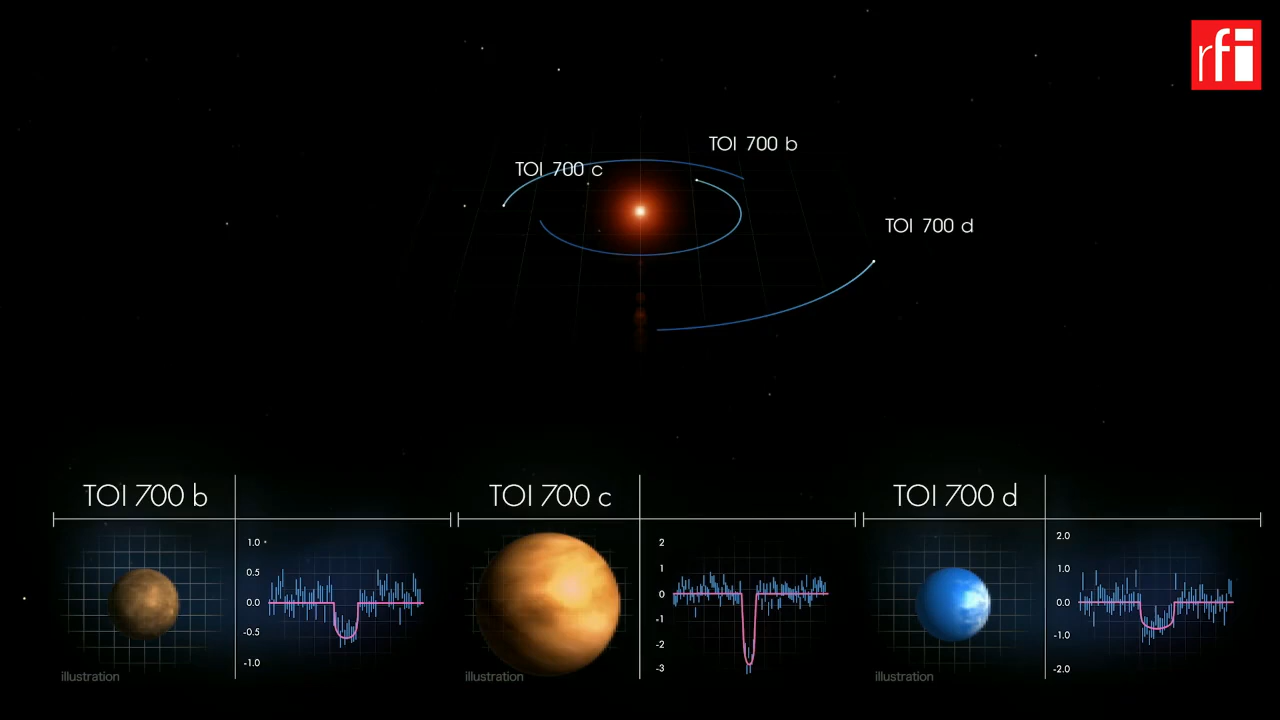 rfi
TOI 700 b
TOI 700 c
TOI 700 d
TOI 700 b
1.0
0.5
0.0
-0.5
-1.0
illustration
TOI 700 c
2
1
0
-1
-2
-3
illustration
TOI 700 d
2.0
1.0
0.0
-1.0
-2.0
illustration